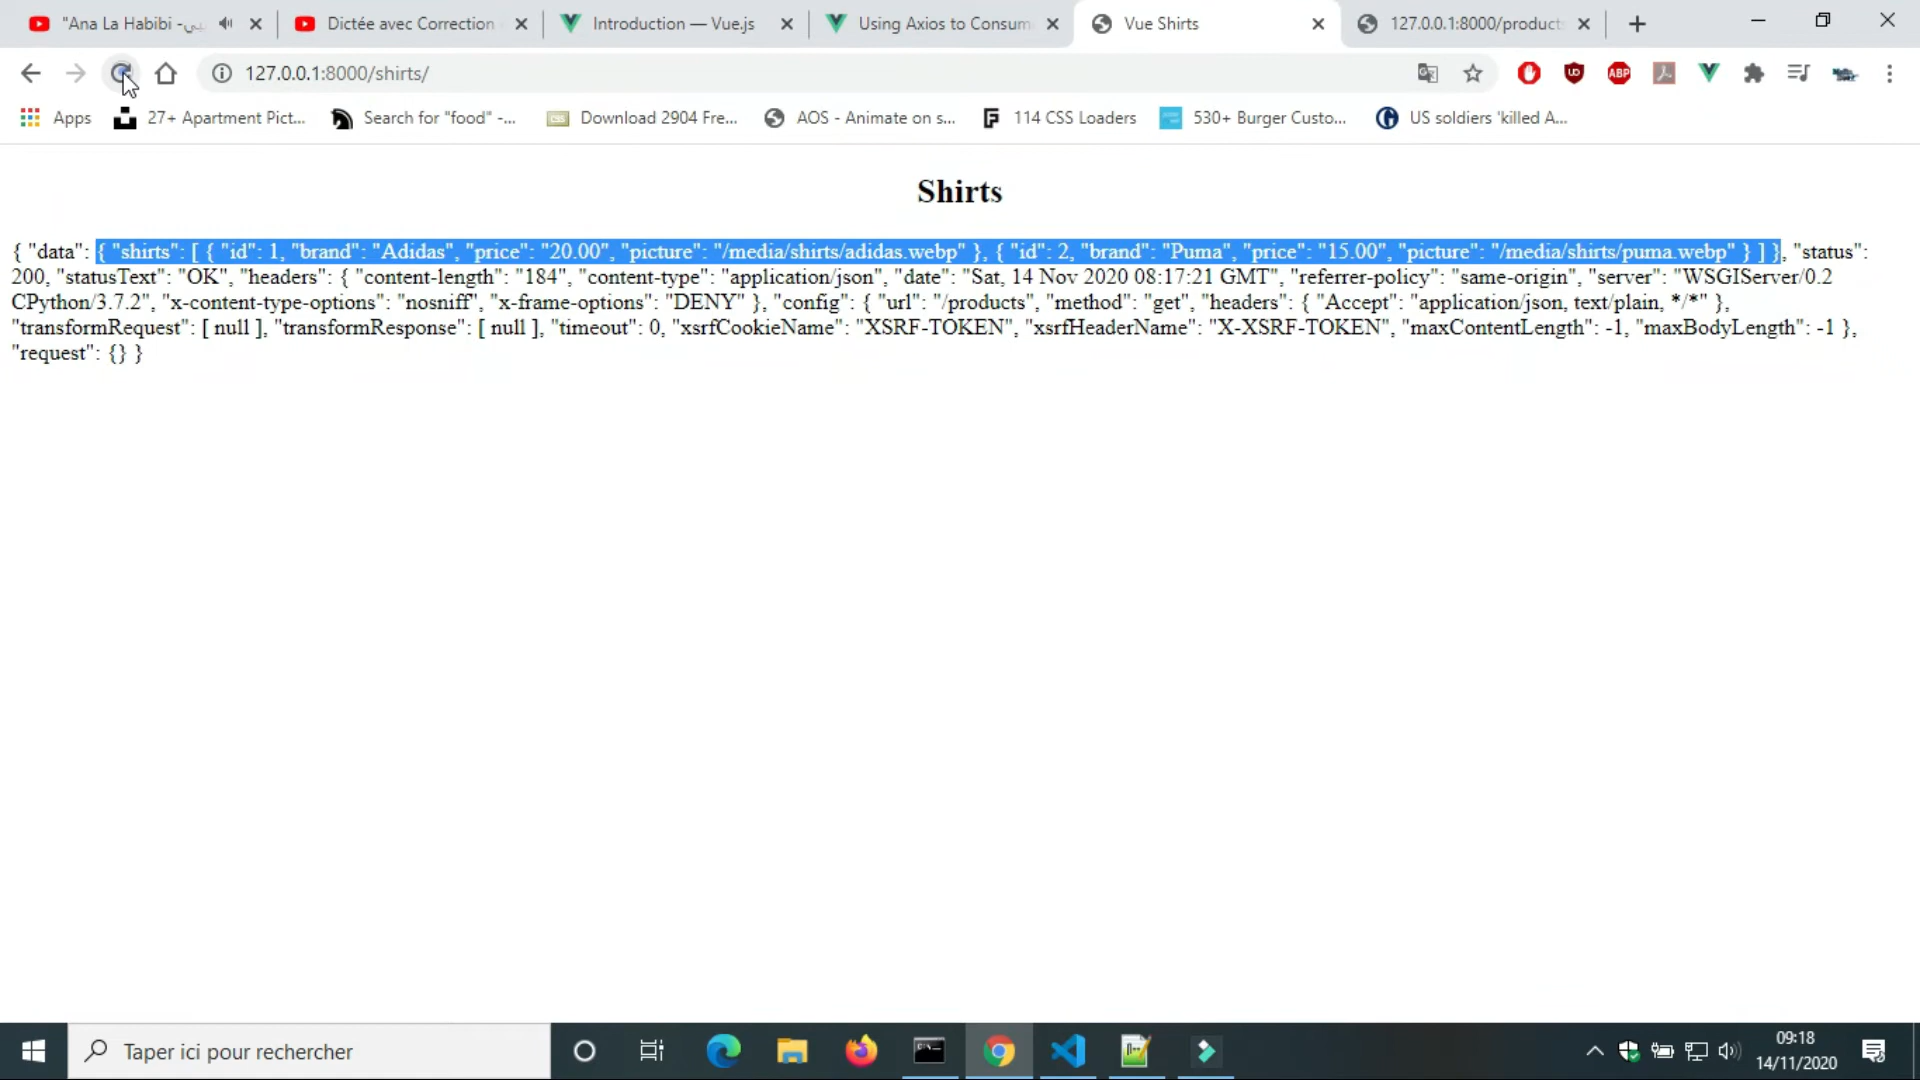 "Ana La Habibi -
Dictée avec Correction
Introduction — Vue.js
Using Axios to Consum
Vue Shirts
127.0.0.1:8000/product
127.0.0.1:8000/shirts/
UD
ABP
Apps
27+ Apartment Pict...
Search for "food" -...
CSS
Download 2904 Fre...
AOS - Animate on s...
114 CSS Loaders
530+ Burger Custo...
US soldiers 'killed A...
Shirts
{ "data": { "shirts": [ { "id": 1, "brand": "Adidas", "price": "20.00", "picture": "/media/shirts/adidas.webp" }, { "id": 2, "brand": "Puma", "price": "15.00", "picture": "/media/shirts/puma.webp" } ] }, "status":
200, "statusText": "OK", "headers": { "content-length": "184", "content-type": "application/json", "date": "Sat, 14 Nov 2020 08:17:21 GMT", "referrer-policy": "same-origin", "server": "WSGIServer/0.2
CPython/3.7.2", "x-content-type-options": "nosniff", "x-frame-options": "DENY" }, "config": { "url": "/products", "method": "get", "headers": { "Accept": "application/json, text/plain, */*" },
"transformRequest": [ null ], "transformResponse": [ null ], "timeout": 0, "xsrfCookieName": "XSRF-TOKEN", "xsrfHeaderName": "X-XSRF-TOKEN", "maxContentLength": -1, "maxBodyLength": -1 },
"request": {} }
Taper ici pour rechercher
09:18
14/11/2020